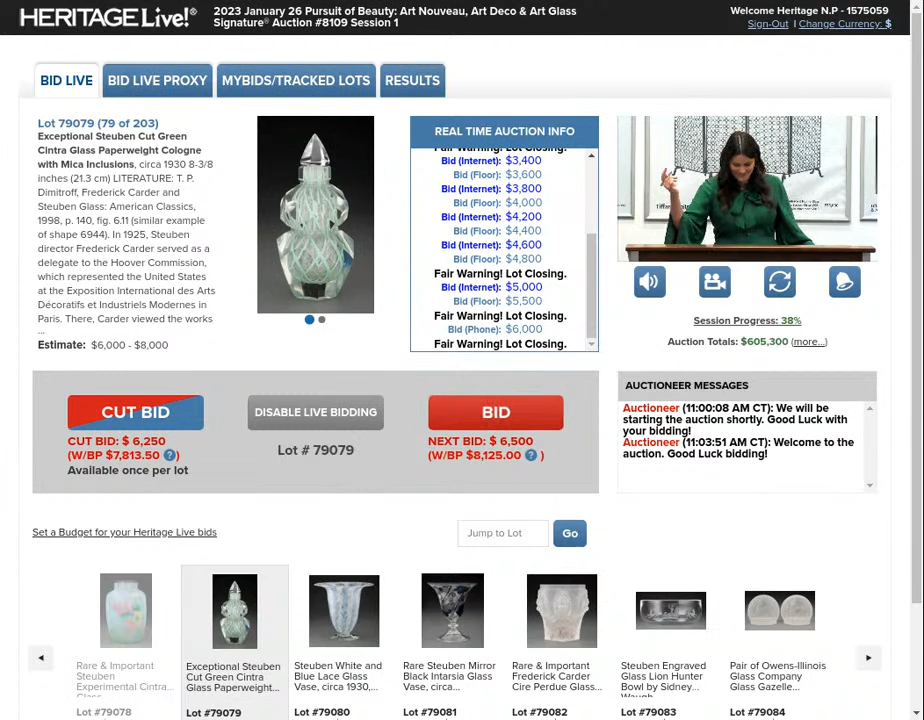 HERITAGE Live!®
2023 January 26 Pursuit of Beauty: Art Nouveau, Art Deco & Art Glass
Signature® Auction #8109 Session 1
Welcome Heritage N.P - 1575059
Sign-Out | Change Currency: $
BID LIVE
BID LIVE PROXY
MYBIDS/TRACKED LOTS
RESULTS
Lot 79079 (79 of 203)
Exceptional Steuben Cut Green
Cintra Glass Paperweight Cologne
with Mica Inclusions, circa 1930 8-3/8
inches (21.3 cm) LITERATURE: T. P.
Dimitroff, Frederick Carder and
Steuben Glass: American Classics,
1998, p. 140, fig. 6.11 (similar example
of shape 6944). In 1925, Steuben
director Frederick Carder served as a
delegate to the Hoover Commission,
which represented the United States
at the Exposition International des Arts
Décoratifs et Industriels Modernes in
Paris. There, Carder viewed the works
...
Estimate: $6,000 - $8,000
REAL TIME AUCTION INFO
Fair Warning! Lot Closing.
Bid (Internet): $3,400
Bid (Floor): $3,600
Bid (Internet): $3,800
Bid (Floor): $4,000
Bid (Internet): $4,200
Bid (Floor): $4,400
Bid (Internet): $4,600
Bid (Floor): $4,800
Fair Warning! Lot Closing.
Bid (Internet): $5,000
Bid (Floor): $5,500
Fair Warning! Lot Closing.
Bid (Phone): $6,000
Fair Warning! Lot Closing.
Session Progress: 38%
Auction Totals: $605,300 (more...)
CUT BID
CUT BID: $ 6,250
(W/BP $7,813.50 ?)
Available once per lot
DISABLE LIVE BIDDING
Lot # 79079
BID
NEXT BID: $ 6,500
(W/BP $8,125.00 ? )
AUCTIONEER MESSAGES
Auctioneer (11:00:08 AM CT): We will be
starting the auction shortly. Good Luck with
your bidding!
Auctioneer (11:03:51 AM CT): Welcome to the
auction. Good Luck bidding!
Set a Budget for your Heritage Live bids
Jump to Lot
Go
Rare & Important
Steuben
Experimental Cintra
Glass...
Lot #79078
Exceptional Steuben
Cut Green Cintra
Glass Paperweight...
Lot #79079
Steuben White and
Blue Lace Glass
Vase, circa 1930,...
Lot #79080
Rare Steuben Mirror
Black Intarsia Glass
Vase, circa...
Lot #79081
Rare & Important
Frederick Carder
Cire Perdue Glass...
Lot #79082
Steuben Engraved
Glass Lion Hunter
Bowl by Sidney
Waugh...
Lot #79083
Pair of Owens-Illinois
Glass Company
Glass Gazelle...
Lot #79084